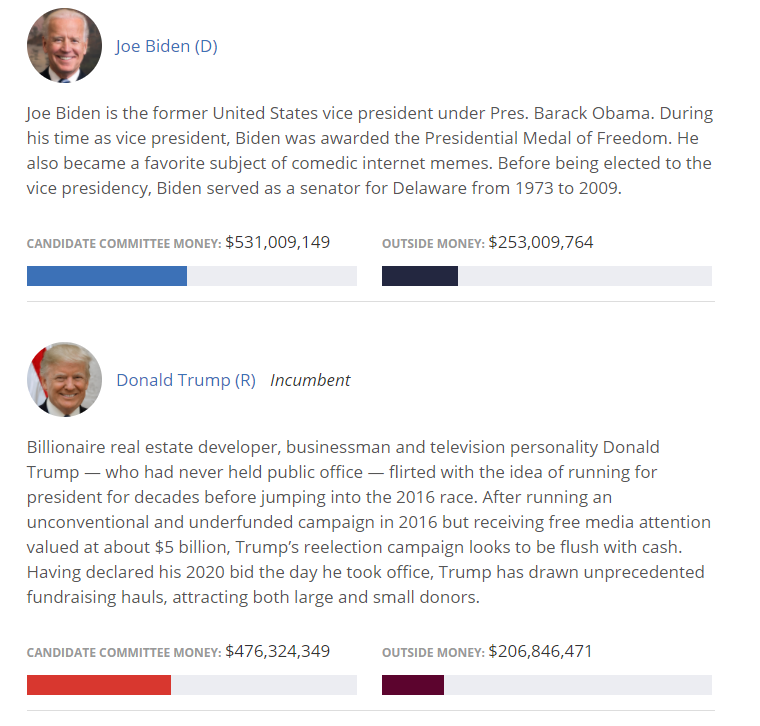 Joe Biden (D)
Joe Biden is the former United States vice president under Pres. Barack Obama. During
his time as vice president, Biden was awarded the Presidential Medal of Freedom. He
also became a favorite subject of comedic internet memes. Before being elected to the
vice presidency, Biden served as a senator for Delaware from 1973 to 2009.
CANDIDATE COMMITTEE MONEY: $531,009,149 OUTSIDE MONEY: $253,009,764
Donald Trump (R) Incumbent
Billionaire real estate developer, businessman and television personality Donald
Trump — who had never held public office — flirted with the idea of running for
president for decades before jumping into the 2016 race. After running an
unconventional and underfunded campaign in 2016 but receiving free media attention
valued at about $5 billion, Trump’s reelection campaign looks to be flush with cash.
Having declared his 2020 bid the day he took office, Trump has drawn unprecedented
fundraising hauls, attracting both large and small donors.
CANDIDATE COMMITTEE MONEY: $476,324,349 OUTSIDE MONEY: $206,846,471